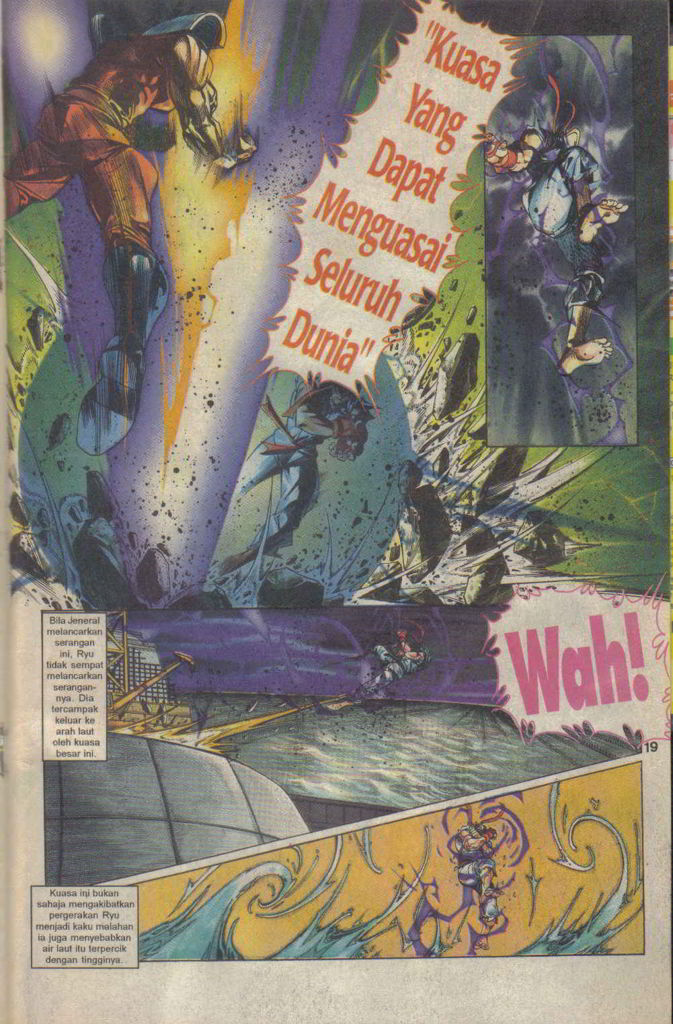 "Kuasa
Yang
Dapat
Menguasai
Seluruh
Dunia"
Bila Jeneral
melancarkan
serangan
ini, Ryu
tidak sempat
melancarkan
serangan-
nya. Dia
tercampak
keluar ke
arah laut
oleh kuasa
besar ini.
Wah!
19
Kuasa ini bukan
sahaja mengakibatkan
pergerakan Ryu
menjadi kaku malahan
ia juga menyebabkan
air laut itu terpercik
dengan tingginya.